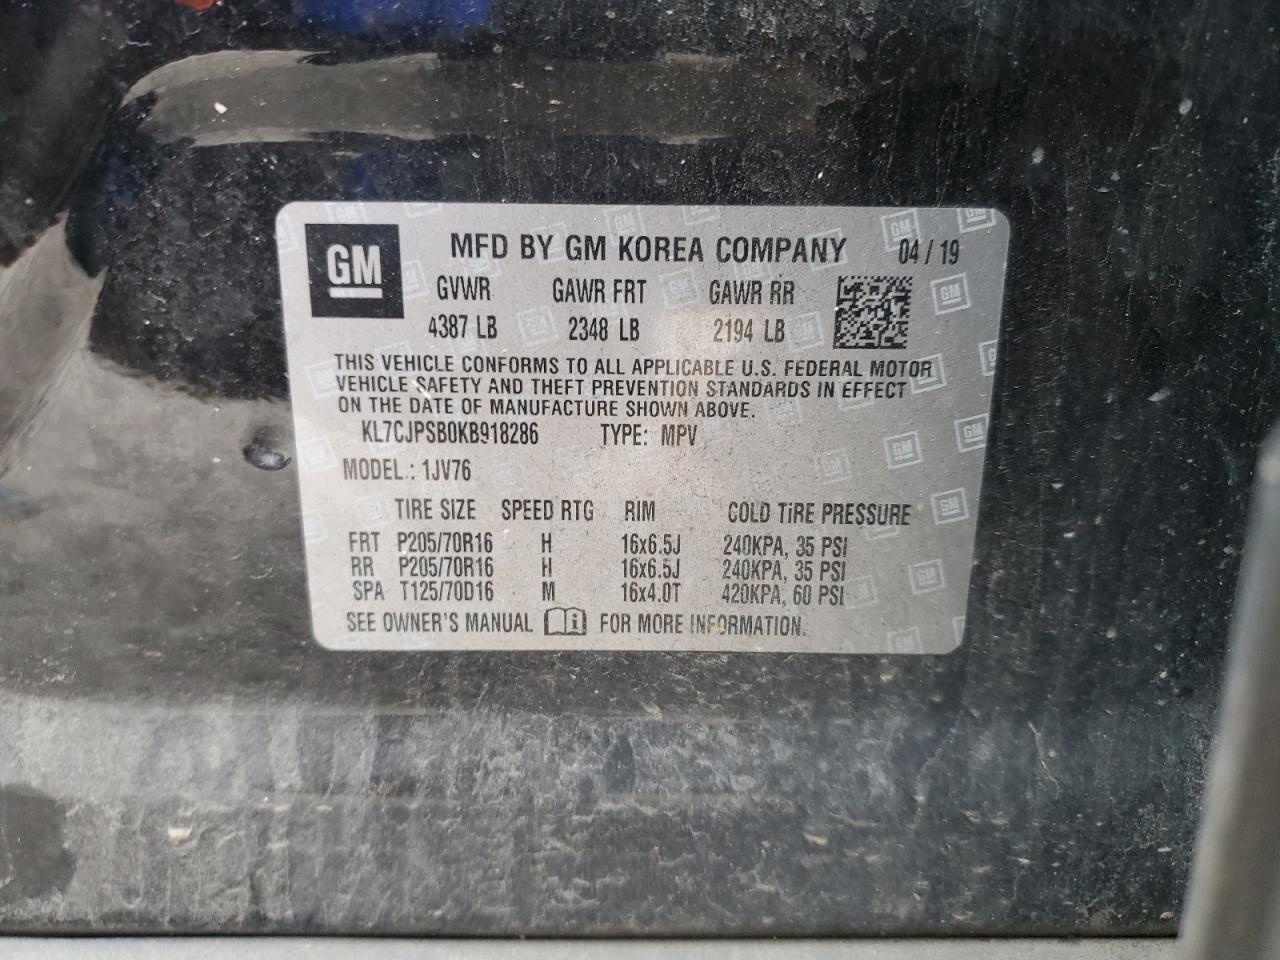 GM MFD BY GM KOREA COMPANY 04 / 19
GVWR GAWR FRT GAWR RR
4387 LB 2348 LB 2194 LB
THIS VEHICLE CONFORMS TO ALL APPLICABLE U.S. FEDERAL MOTOR
VEHICLE SAFETY AND THEFT PREVENTION STANDARDS IN EFFECT
ON THE DATE OF MANUFACTURE SHOWN ABOVE.
KL7CJPSB0KB918286 TYPE: MPV
MODEL.: 1JV76
TIRE SIZE SPEED RTG RIM COLD TIRE PRESSURE
FRT P205/70R16 H 16x6.5J 240KPA, 35 PSI
RR P205/70R16 H 16x6.5J 240KPA, 35 PSI
SPA T125/70D16 M 16x4.0T 420KPA, 60 PSI
SEE OWNER'S MANUAL FOR MORE INFORMATION.